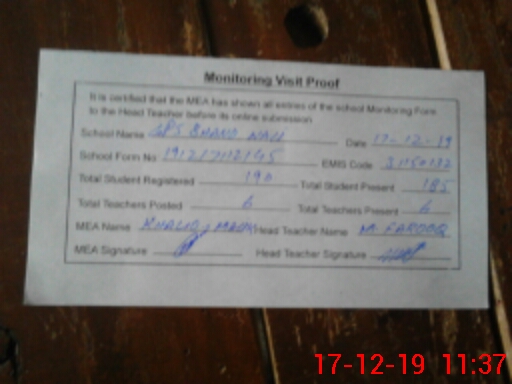 Monitoring Visit Proof
It is certified that the MEA has shown all entries of the school Monitoring Form
to the Head Teacher before its online submission
School Name GPS Date 17-12-19
School Form No EMIS Code
Total Student Registered 190 Total Student Present 185
Total Teachers Posted 6 Total Teachers Present 6
MEA Name KHALID Head Teacher Name M. FAROOQ
MEA Signature Head Teacher Signature
17-12-19 11:37